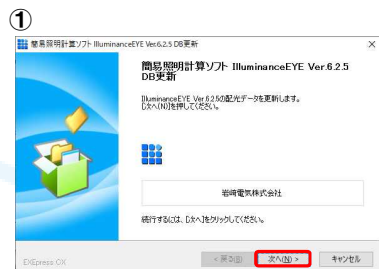 ①
簡易照明計算ソフト IlluminanceEYE Ver.6.2.5 DB更新
簡易照明計算ソフト IlluminanceEYE Ver.6.2.5
DB更新
IlluminanceEYE Ver.6.2.5の配光データを更新します。
[次へ(N)]を押してください。
岩崎電気株式会社
続行するには、[次へ]をクリックしてください。
EXEpress CX
< 戻る(B)
次へ(N) >
キャンセル